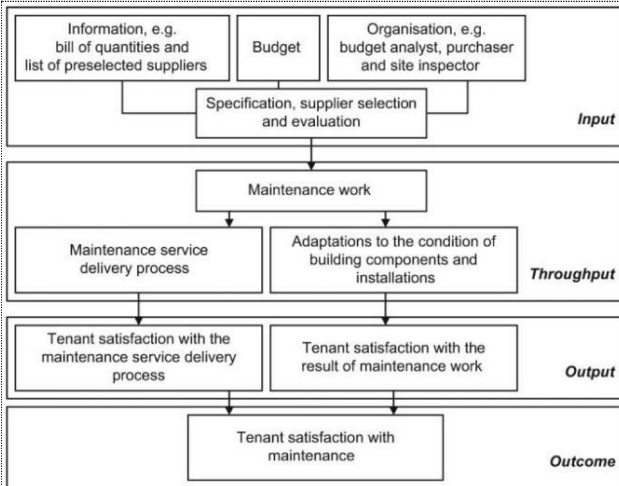 Information, e.g.
bill of quantities and
list of preselected suppliers
Budget
Organisation, e.g.
budget analyst, purchaser
and site inspector
Specification, supplier selection
and evaluation
Input
Maintenance work
Maintenance service
delivery process
Adaptations to the condition of
building components and
installations
Throughput
Tenant satisfaction with the
maintenance service delivery
process
Tenant satisfaction with the
result of maintenance work
Output
Tenant satisfaction with
maintenance
Outcome